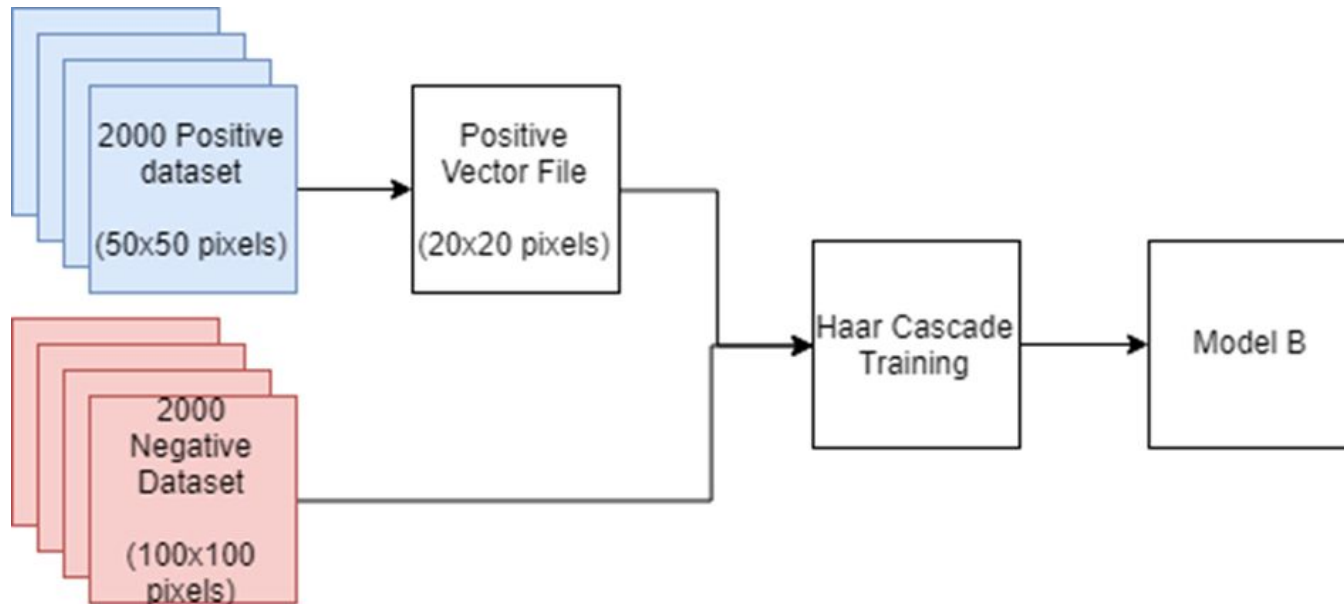 2000 Positive
dataset
(50x50 pixels)
Positive
Vector File
(20x20 pixels)
2000
Negative
Dataset
(100x100
pixels)
Haar Cascade
Training
Model B